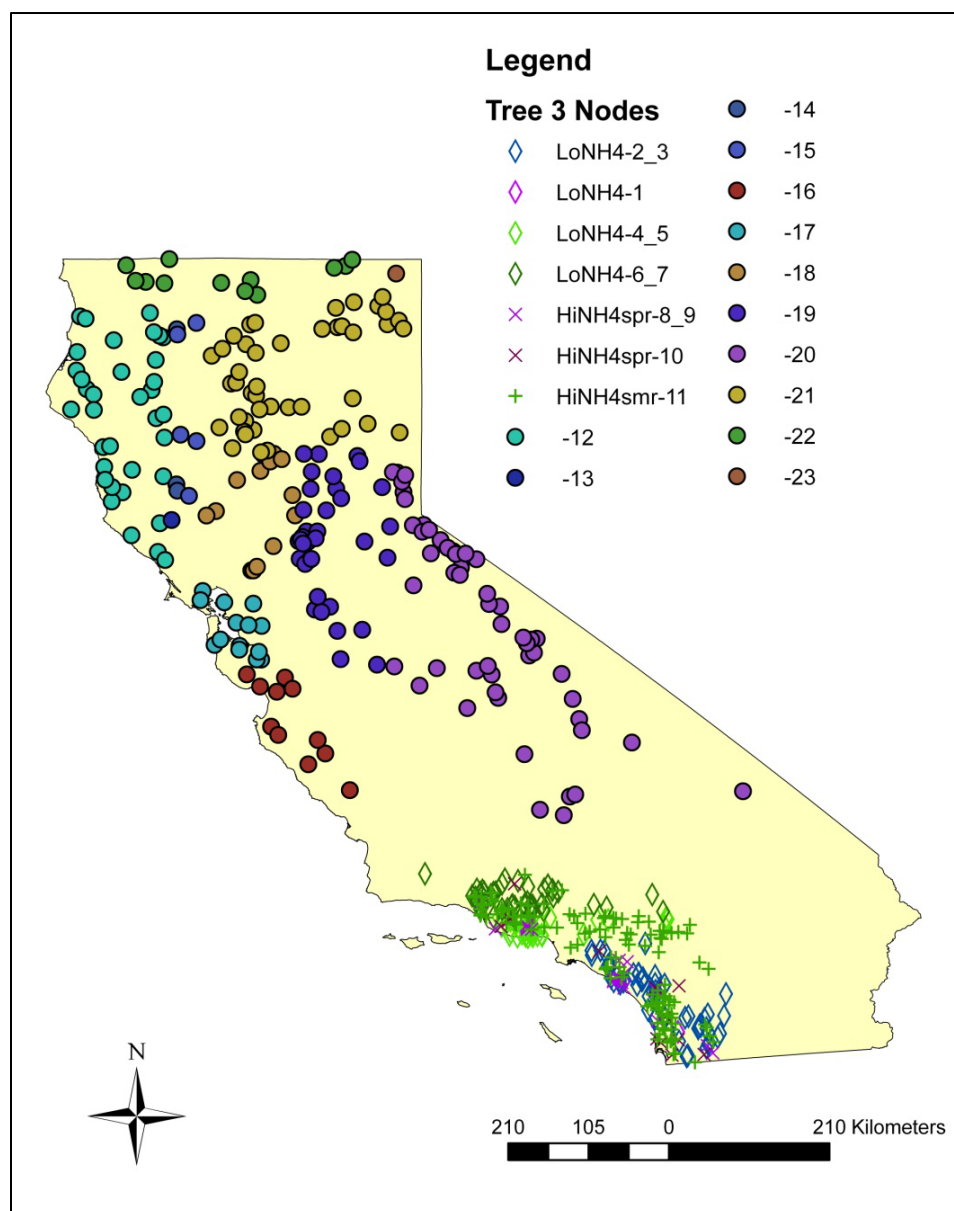 Legend
Tree 3 Nodes
LoNH4-2_3
LoNH4-1
LoNH4-4_5
LoNH4-6_7
HiNH4spr-8_9
HiNH4spr-10
HiNH4smr-11
-12
-13
-14
-15
-16
-17
-18
-19
-20
-21
-22
-23
N
210 105 0 210 Kilometers